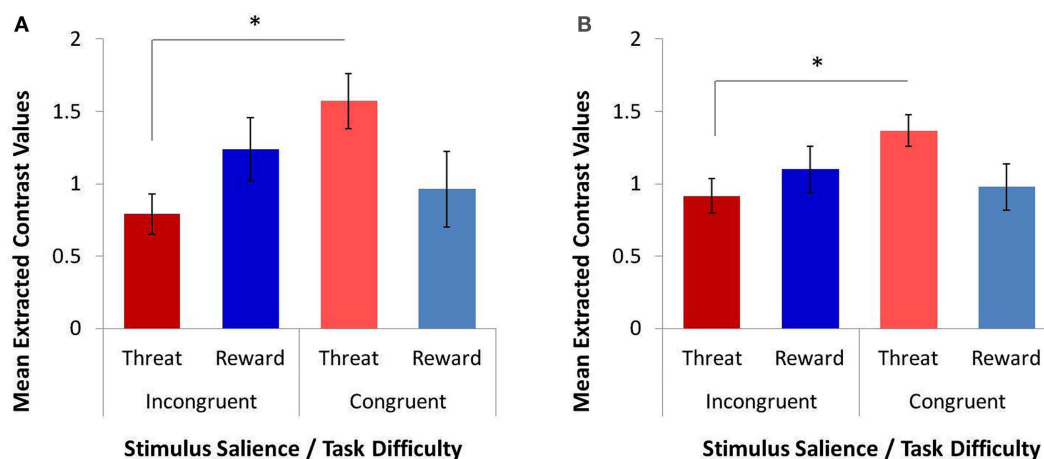 A
Mean Extracted Contrast Values
2
1.5
1
0.5
0
*
Threat Reward Threat Reward
Incongruent Congruent
Stimulus Salience / Task Difficulty
B
Mean Extracted Contrast Values
2
1.5
1
0.5
0
*
Threat Reward Threat Reward
Incongruent Congruent
Stimulus Salience / Task Difficulty